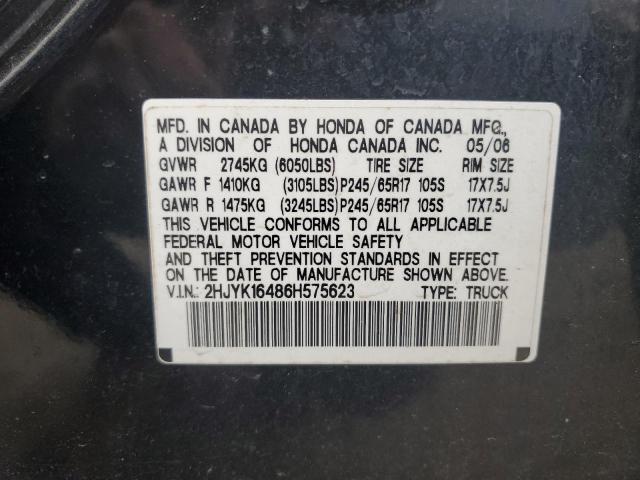 MFD. IN CANADA BY HONDA OF CANADA MFG.,
A DIVISION OF HONDA CANADA INC. 05/06
GVWR 2745KG (6050LBS) TIRE SIZE RIM SIZE
GAWR F 1410KG (3105LBS) P245/65R17 105S 17X7.5J
GAWR R 1475KG (3245LBS) P245/65R17 105S 17X7.5J
THIS VEHICLE CONFORMS TO ALL APPLICABLE
FEDERAL MOTOR VEHICLE SAFETY
AND THEFT PREVENTION STANDARDS IN EFFECT
ON THE DATE OF MANUFACTURE SHOWN ABOVE.
V.I.N.: 2HJYK16486H575623 TYPE: TRUCK